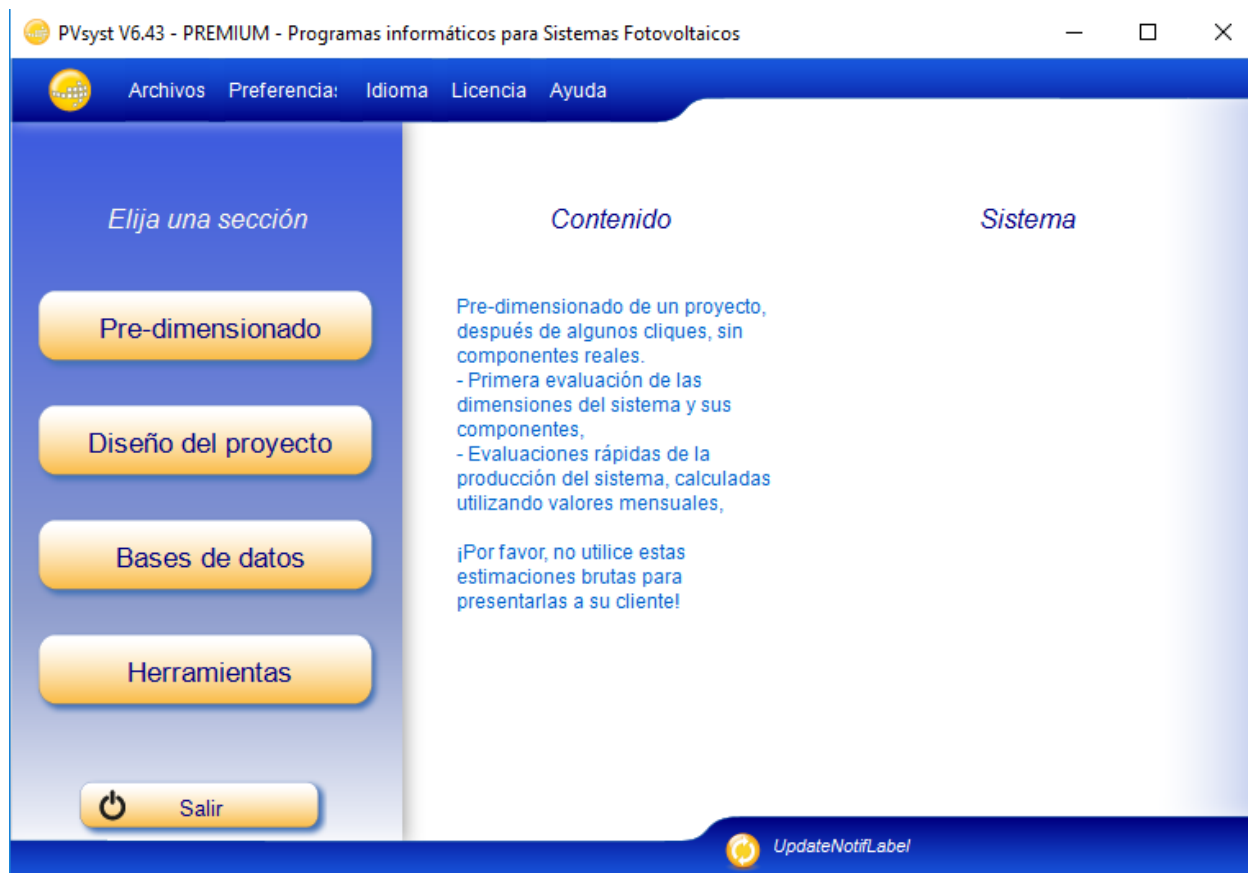 PVsyst V6.43 - PREMIUM - Programas informáticos para Sistemas Fotovoltaicos
Archivos Preferencia: Idioma Licencia Ayuda
Elija una sección
Pre-dimensionado
Diseño del proyecto
Bases de datos
Herramientas
Salir
Contenido
Pre-dimensionado de un proyecto,
después de algunos cliques, sin
componentes reales.
- Primera evaluación de las
dimensiones del sistema y sus
componentes,
- Evaluaciones rápidas de la
producción del sistema, calculadas
utilizando valores mensuales,
¡Por favor, no utilice estas
estimaciones brutas para
presentarlas a su cliente!
Sistema
UpdateNotifLabel